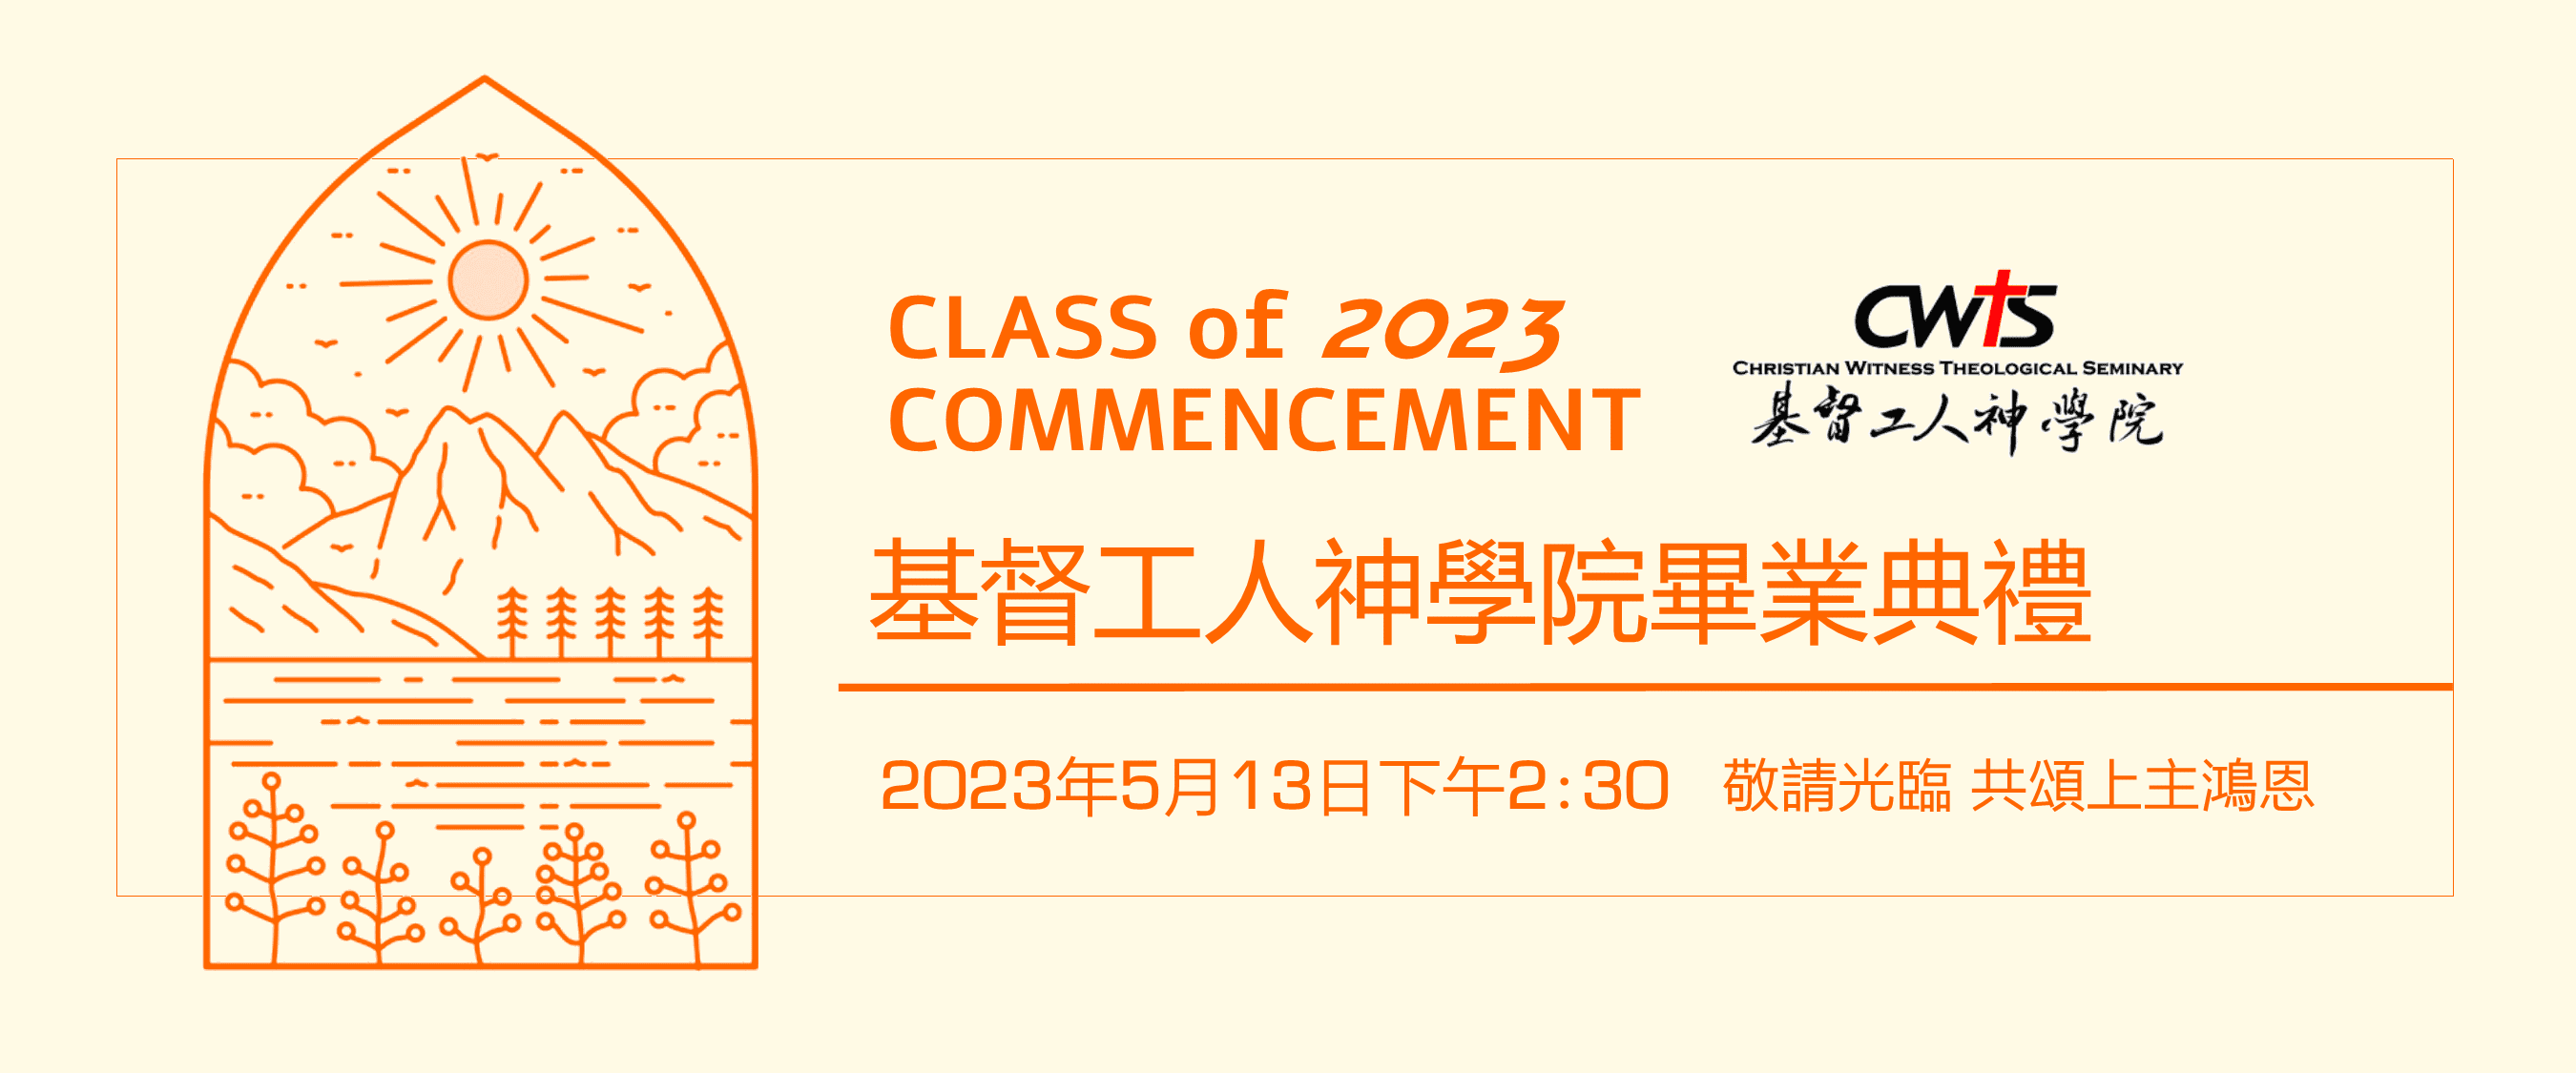 CLASS of 2023
COMMENCEMENT
CWTS
CHRISTIAN WITNESS THEOLOGICAL SEMINARY
基督工人神學院
基督工人神學院畢業典禮
2023年5月13日下午2:30 敬請光臨 共頌上主鴻恩